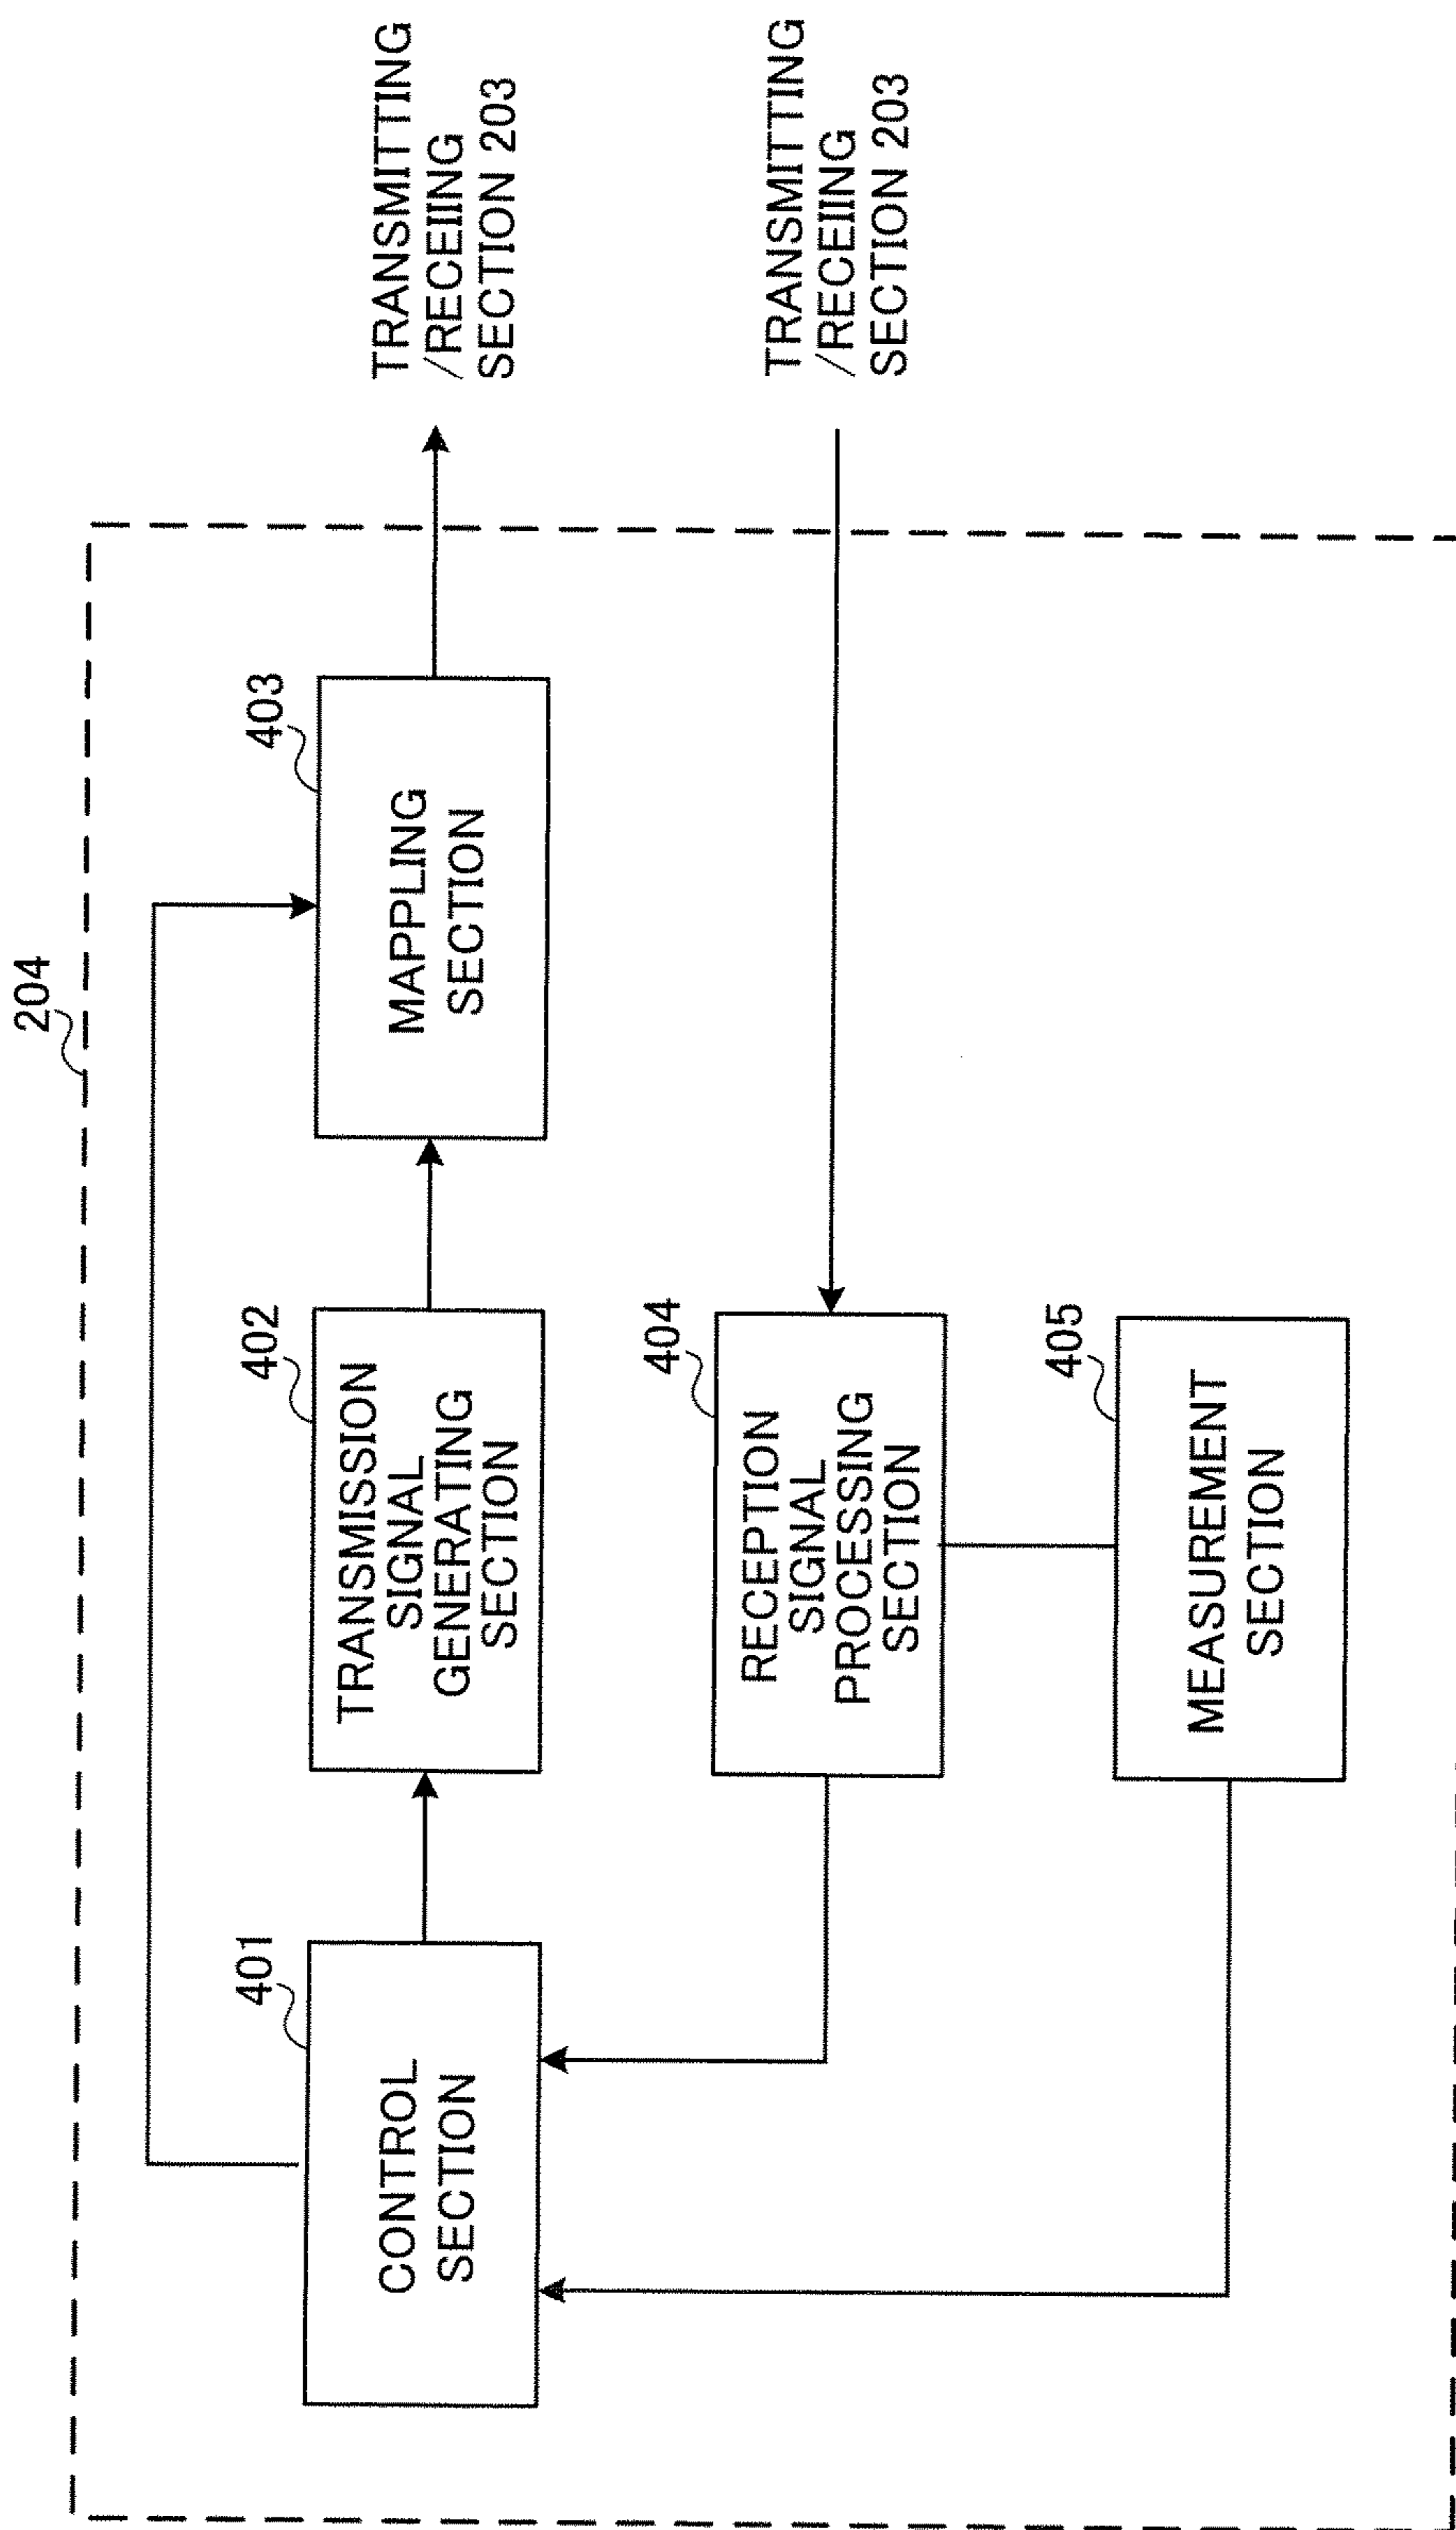 204
401
CONTROL
SECTION
402
TRANSMISSION
SIGNAL
GENERATING
SECTION
403
MAPPLING
SECTION
TRANSMITTING
/RECEIING
SECTION 203
404
RECEPTION
SIGNAL
PROCESSING
SECTION
TRANSMITTING
/RECEIING
SECTION 203
405
MEASUREMENT
SECTION